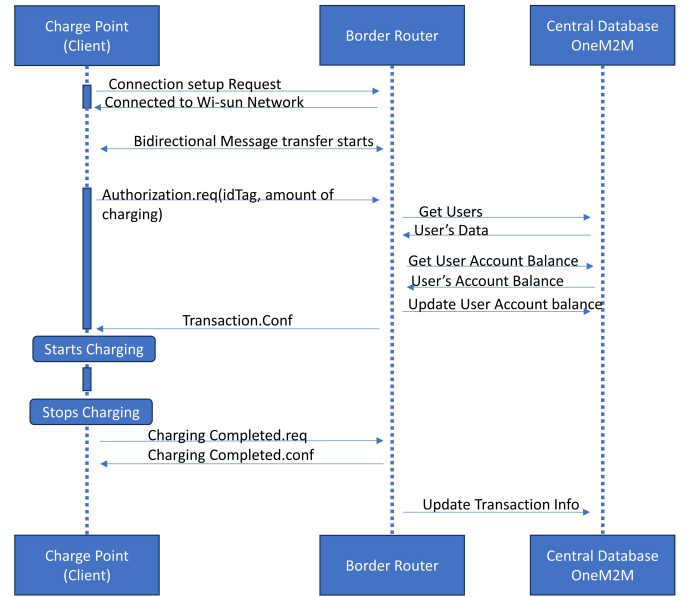 Charge Point
(Client)
Border Router
Central Database
OneM2M
Connection setup Request
Connected to Wi-sun Network
Bidirectional Message transfer starts
Authorization.req(idTag, amount of
charging)
Get Users
User's Data
Get User Account Balance
User's Account Balance
Update User Account balance
Transaction.Conf
Starts Charging
Stops Charging
Charging Completed.req
Charging Completed.conf
Update Transaction Info
Charge Point
(Client)
Border Router
Central Database
OneM2M